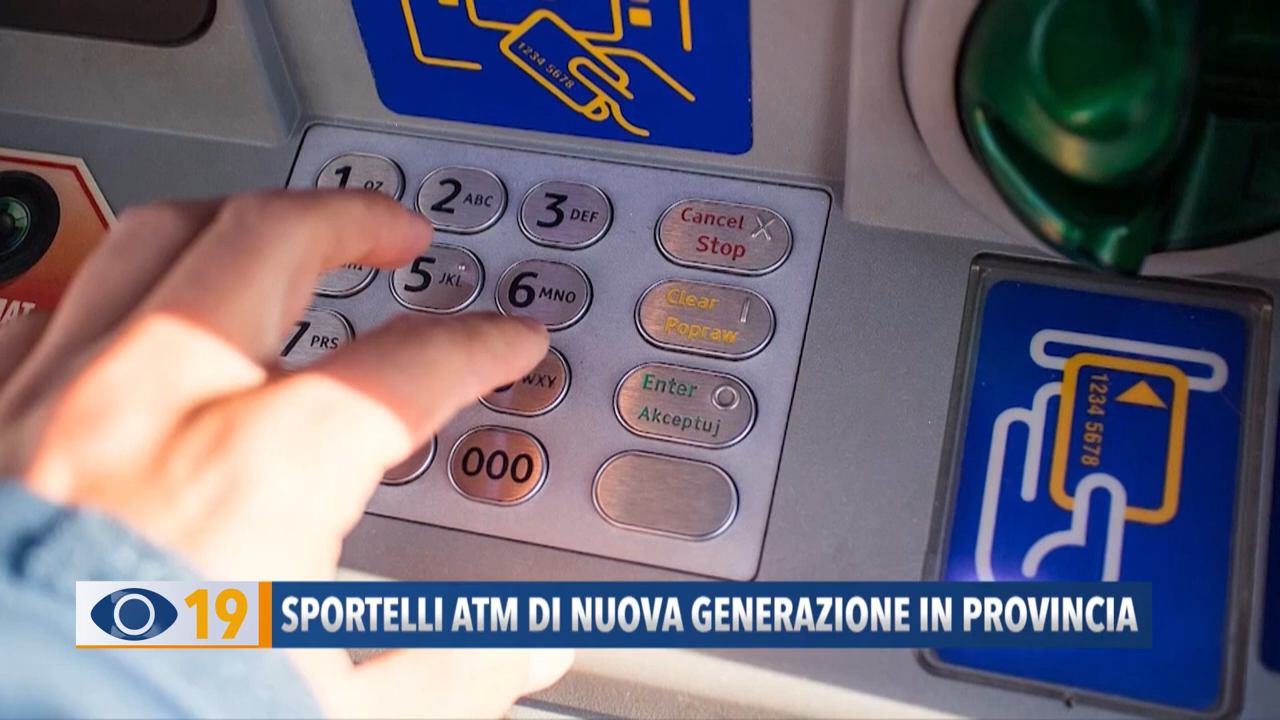 1234 5678
1 OZ
2 ABC
3 DEF
Cancel
Stop
5 JKL
6 MNO
Clear
Popraw
7 PRS
WXY
Enter
Akceptuj
000
1234 5678
19
SPORTELLI ATM DI NUOVA GENERAZIONE IN PROVINCIA